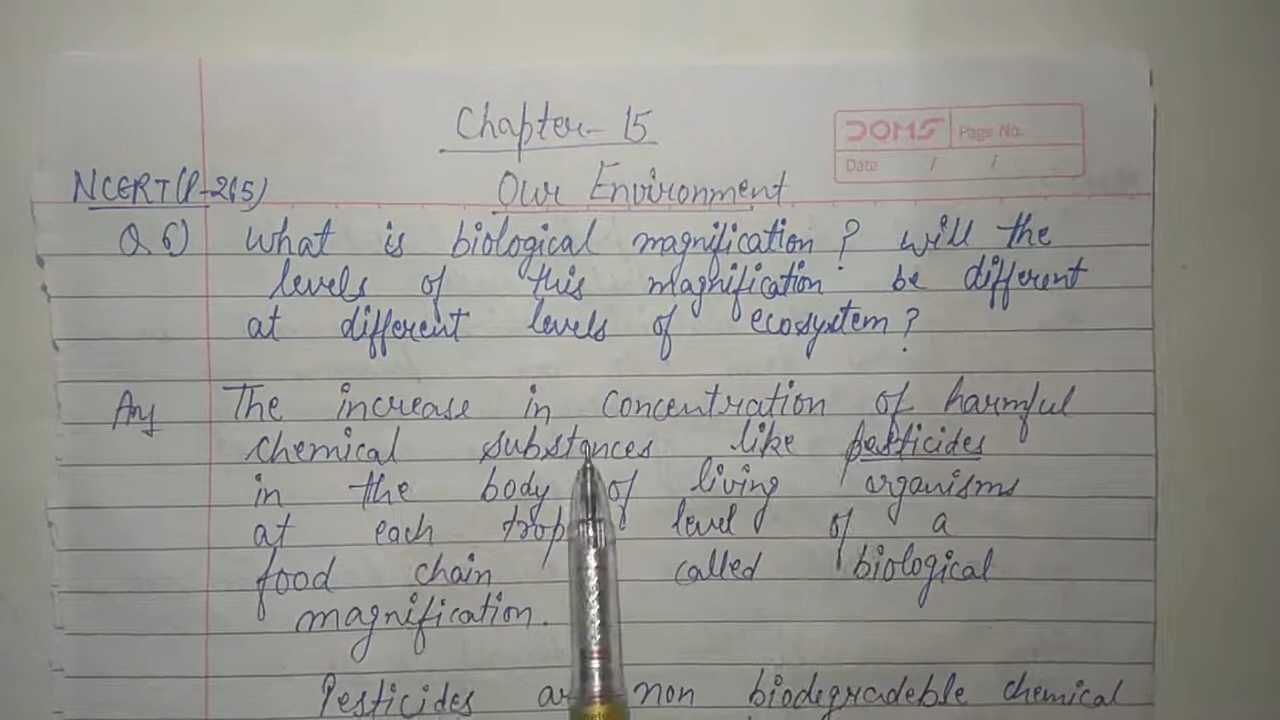 Chapter-15
DOMS Page No.
Date / /
NCERT(P-265)
Our Environment
Q 6) What is biological magnification? Will the
levels of this magnification be different
at different levels of ecosystem?
Ans The increase in concentration of harmful
chemical substances like pesticides
in the body of living organisms
at each trop level of a
food chain called biological
magnification.
Pesticides ar non biodegradeble chemical